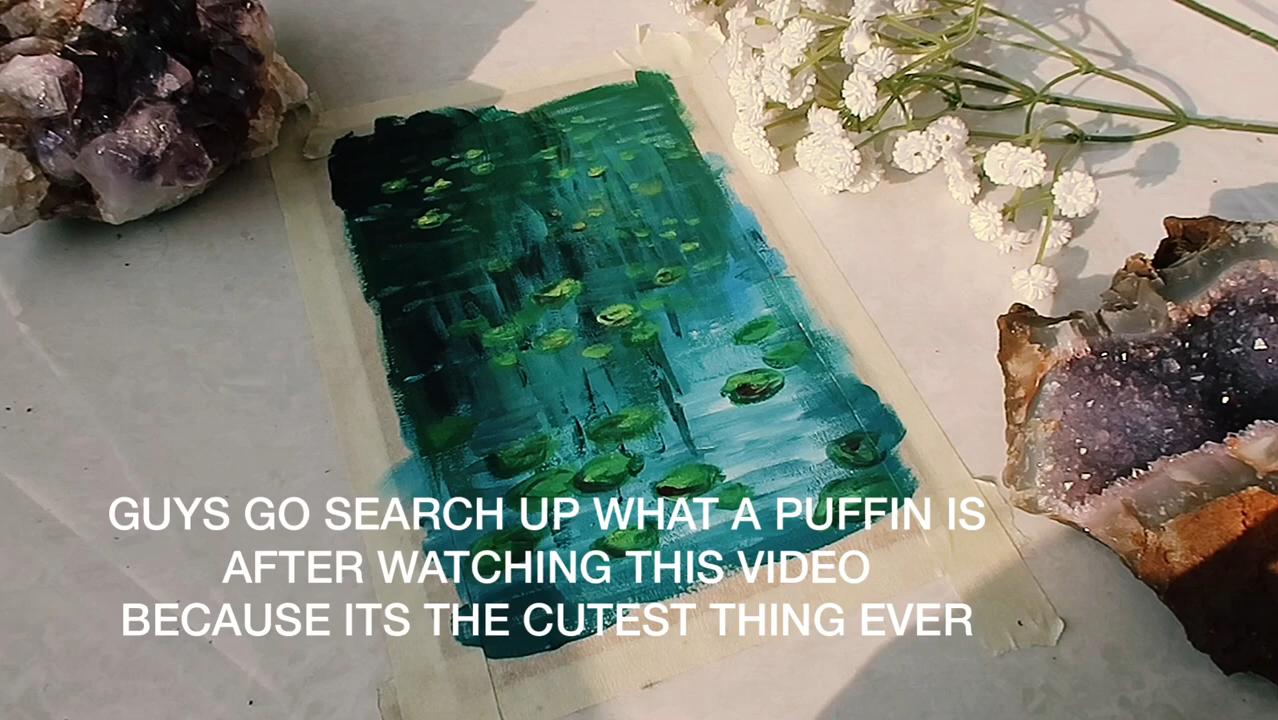 GUYS GO SEARCH UP WHAT A PUFFIN IS
AFTER WATCHING THIS VIDEO
BECAUSE ITS THE CUTEST THING EVER